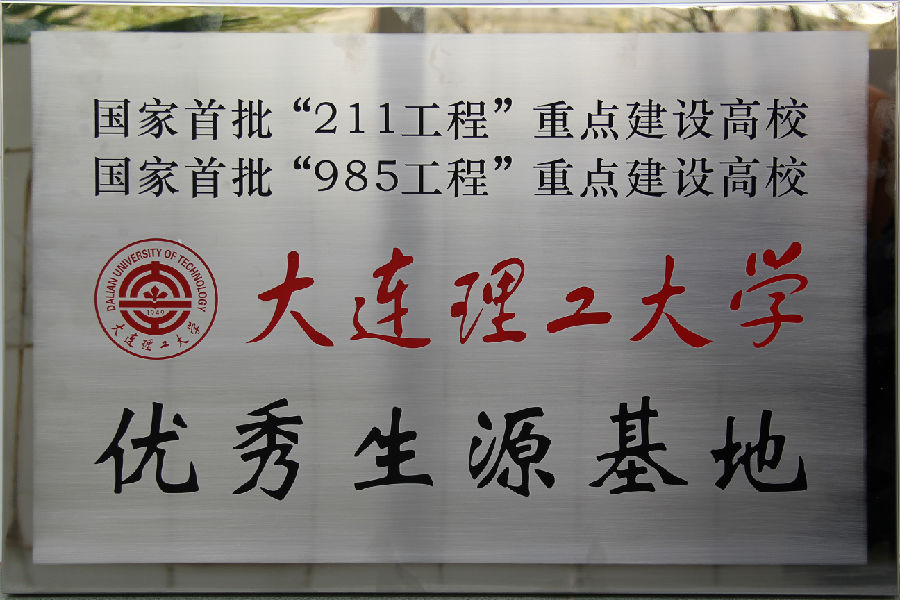 国家首批“211工程”重点建设高校
国家首批“985工程”重点建设高校
DALIAN UNIVERSITY OF TECHNOLOGY
1949
大连理工大学
大连理工大学
优秀生源基地